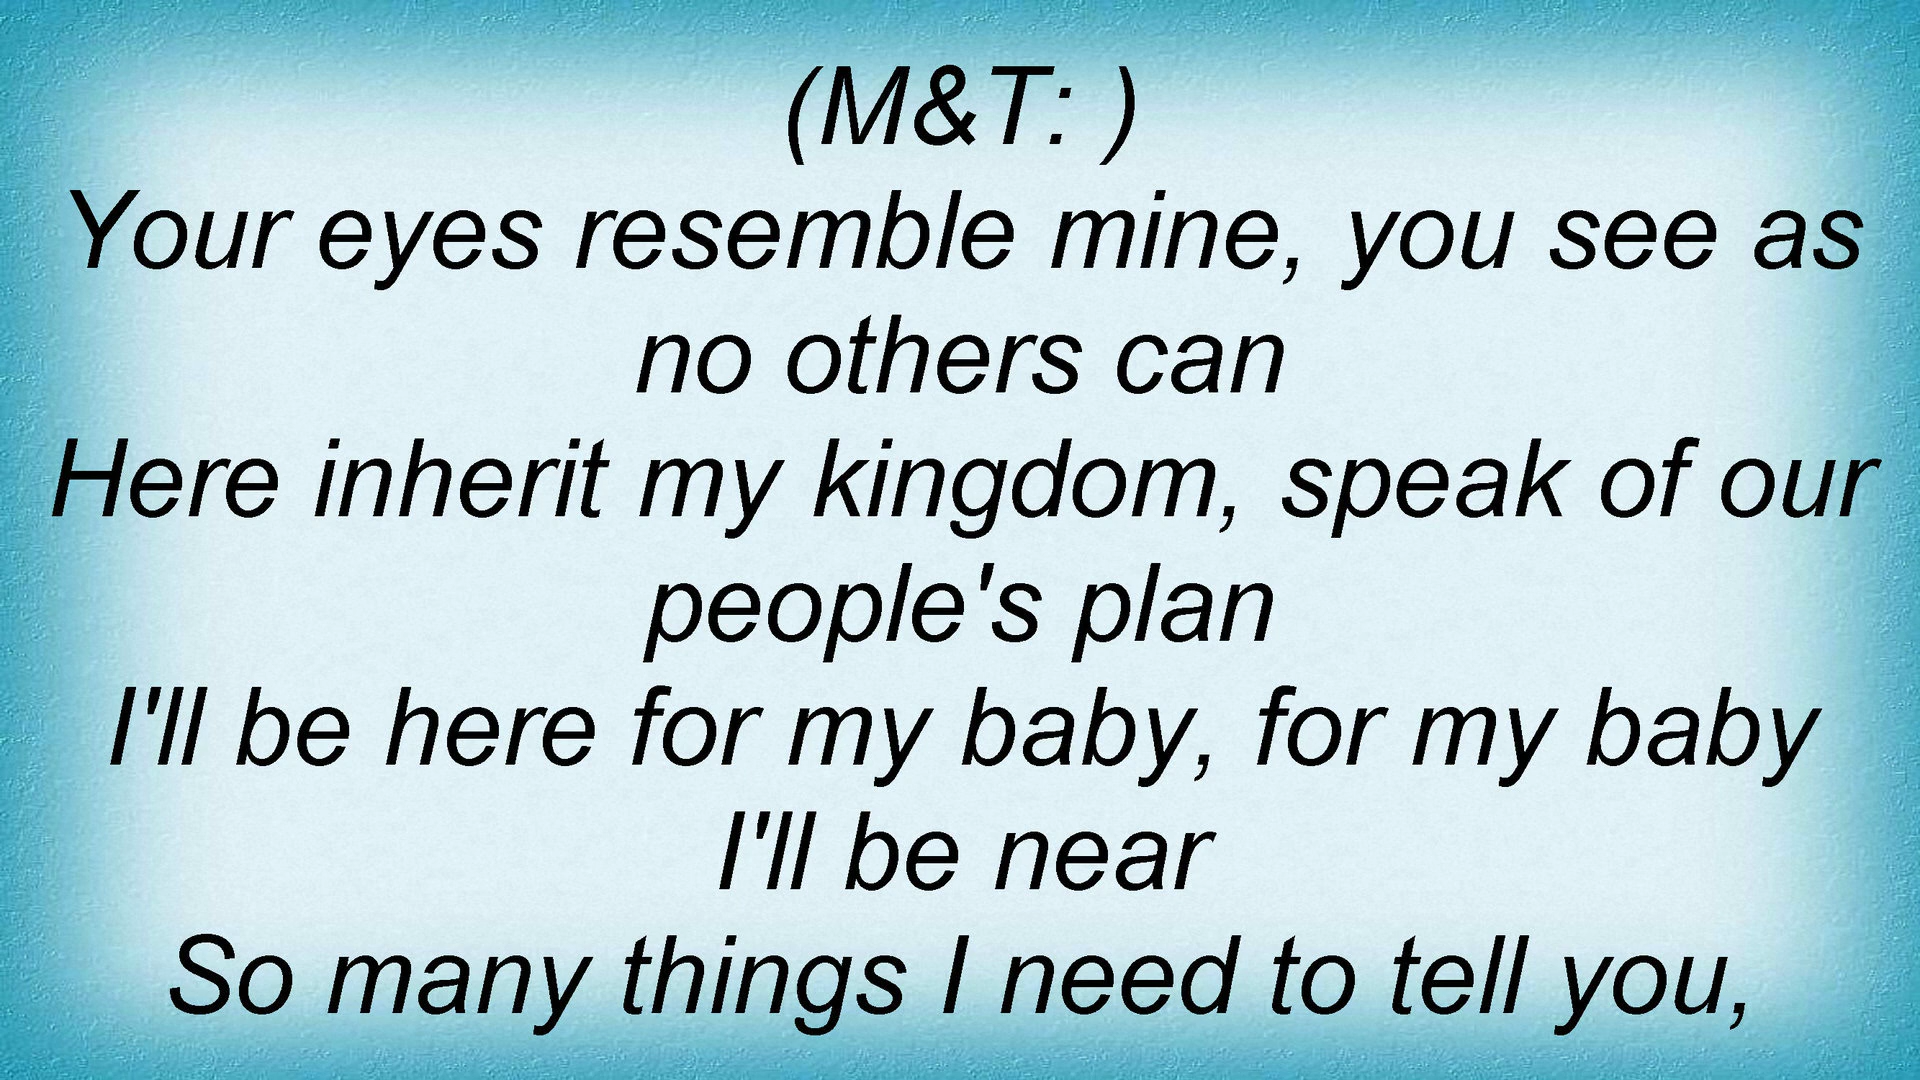 (M&T: )
Your eyes resemble mine, you see as
no others can
Here inherit my kingdom, speak of our
people's plan
I'll be here for my baby, for my baby
I'll be near
So many things I need to tell you,